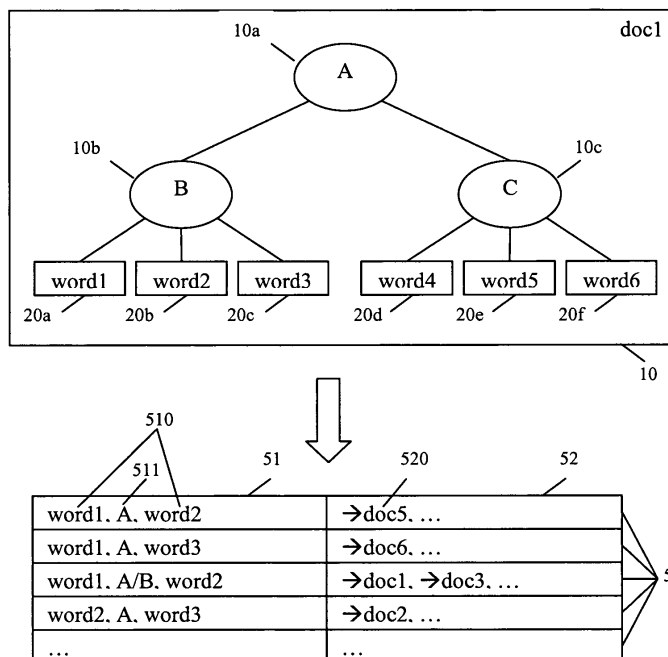 10a
doc1
A
10b
10c
B
C
word1 word2 word3 word4 word5 word6
20a 20b 20c 20d 20e 20f
10
510
511 51 520 52
word1, A, word2 →doc5, …
word1, A, word3 →doc6, …
word1, A/B, word2 →doc1, →doc3, …
5
word2, A, word3 →doc2, …
… …